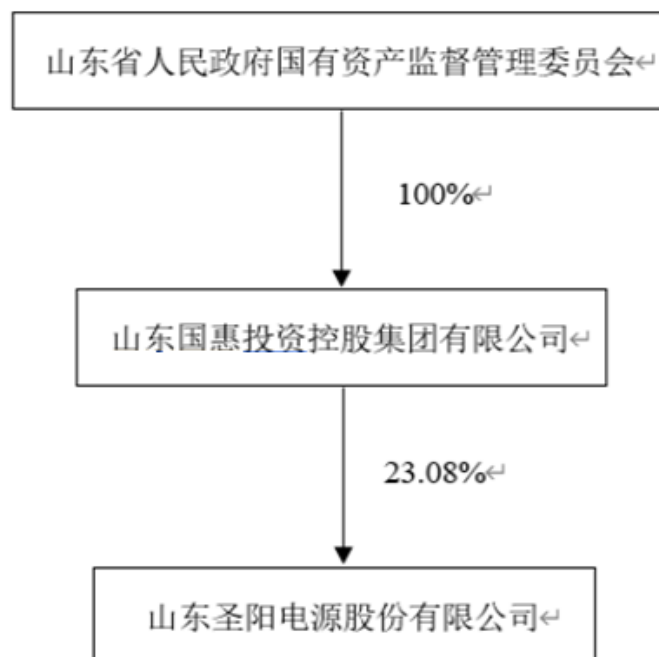 山东省人民政府国有资产监督管理委员会
100%
山东国惠投资控股集团有限公司
23.08%
山东圣阳电源股份有限公司